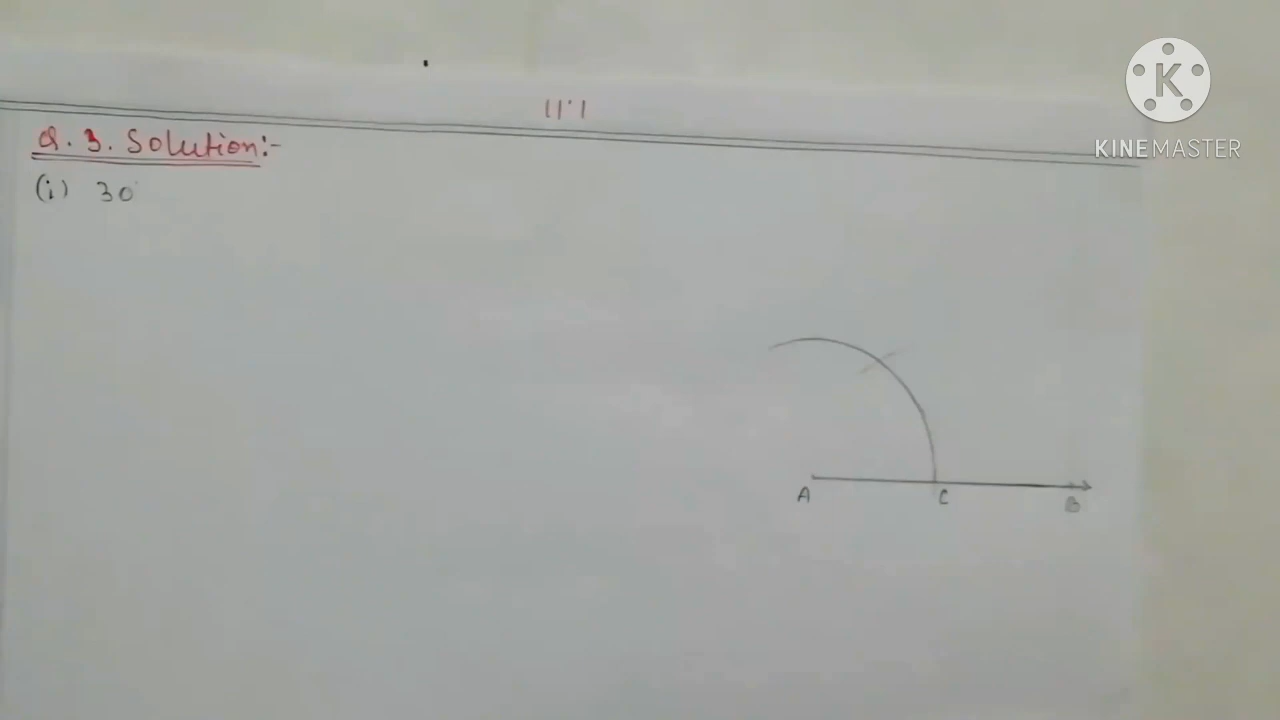 11.1
Q. 3. Solution:-
(i) 30°
A
C
B
K
KINEMASTER